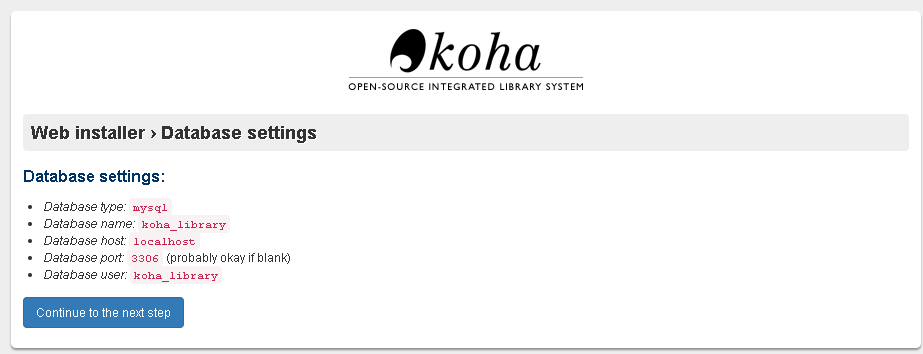 koha
OPEN-SOURCE INTEGRATED LIBRARY SYSTEM
Web installer › Database settings
Database settings:
• Database type: mysql
• Database name: koha_library
• Database host: localhost
• Database port: 3306 (probably okay if blank)
• Database user: koha_library
Continue to the next step